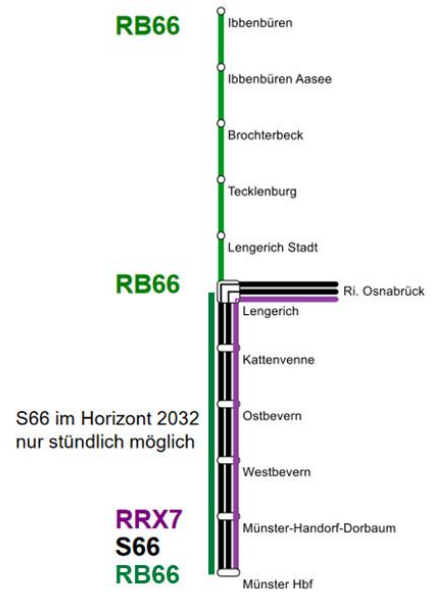 RB66
Ibbenbüren
Ibbenbüren Aasee
Brochterbeck
Tecklenburg
Lengerich Stadt
RB66
Ri. Osnabrück
Lengerich
Kattenvenne
Ostbevern
S66 im Horizont 2032
nur stündlich möglich
Westbevern
RRX7
Münster-Handorf-Dorbaum
S66
RB66
Münster Hbf